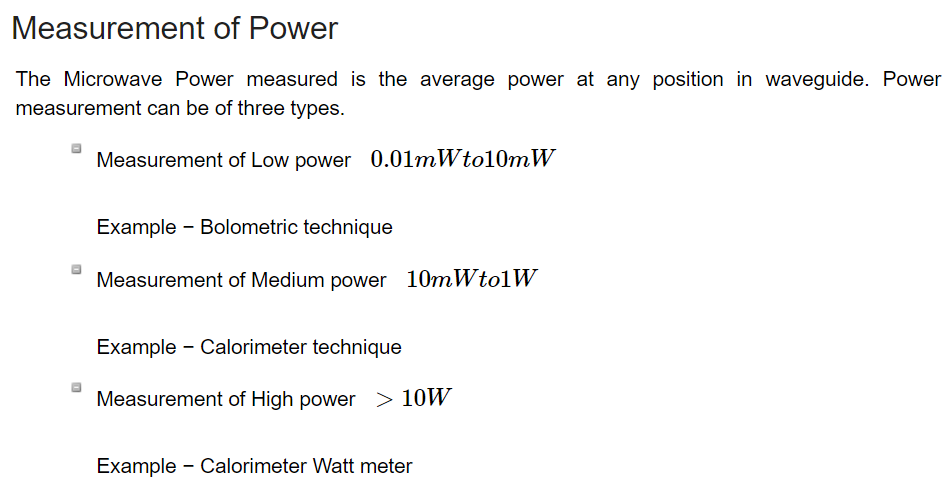 Measurement of Power
The Microwave Power measured is the average power at any position in waveguide. Power
measurement can be of three types.
Measurement of Low power 0.01mWto10mW
Example − Bolometric technique
Measurement of Medium power 10mWto1W
Example − Calorimeter technique
Measurement of High power > 10W
Example − Calorimeter Watt meter